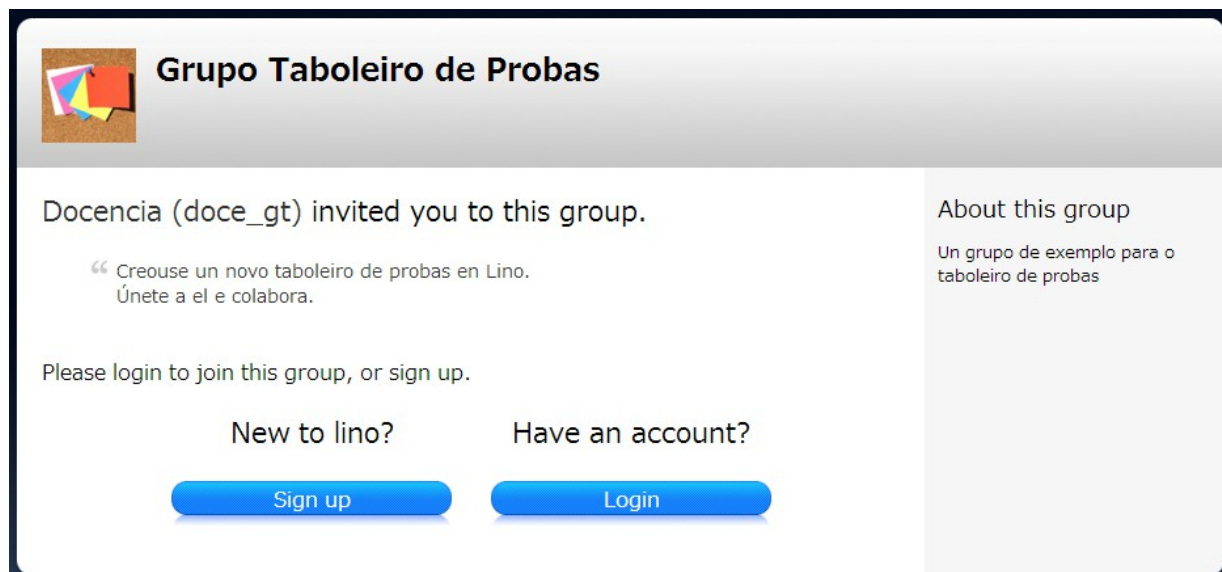 Grupo Taboleiro de Probas
Docencia (doce_gt) invited you to this group.
“ Creouse un novo taboleiro de probas en Lino.
Únete a el e colabora.
Please login to join this group, or sign up.
New to lino?
Have an account?
Sign up
Login
About this group
Un grupo de exemplo para o
taboleiro de probas